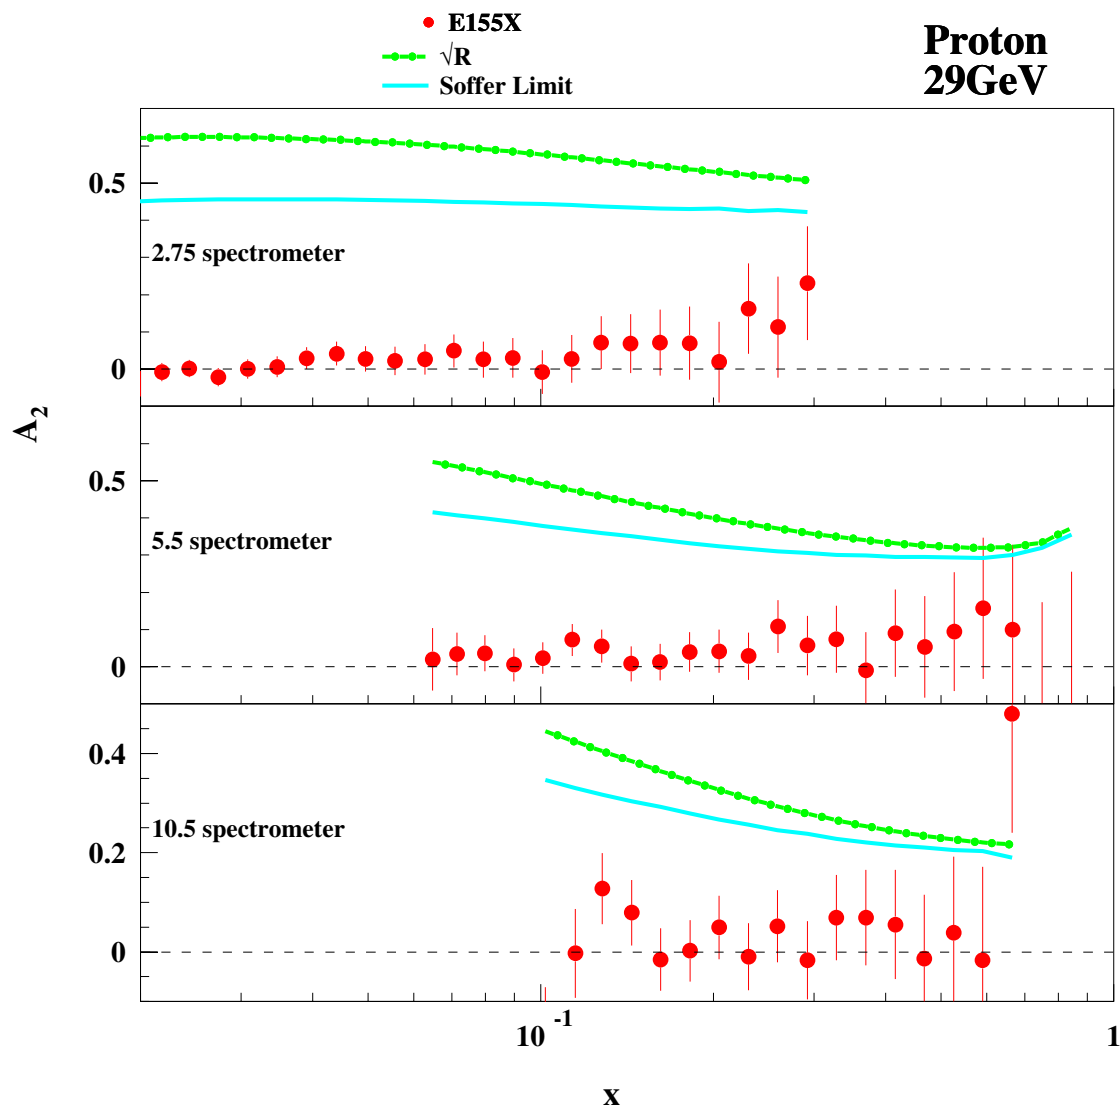 E155X
√R
Soffer Limit
Proton
29GeV
0.5
2.75 spectrometer
0
A2
0.5
5.5 spectrometer
0
0.4
10.5 spectrometer
0.2
0
10 -1
1
x